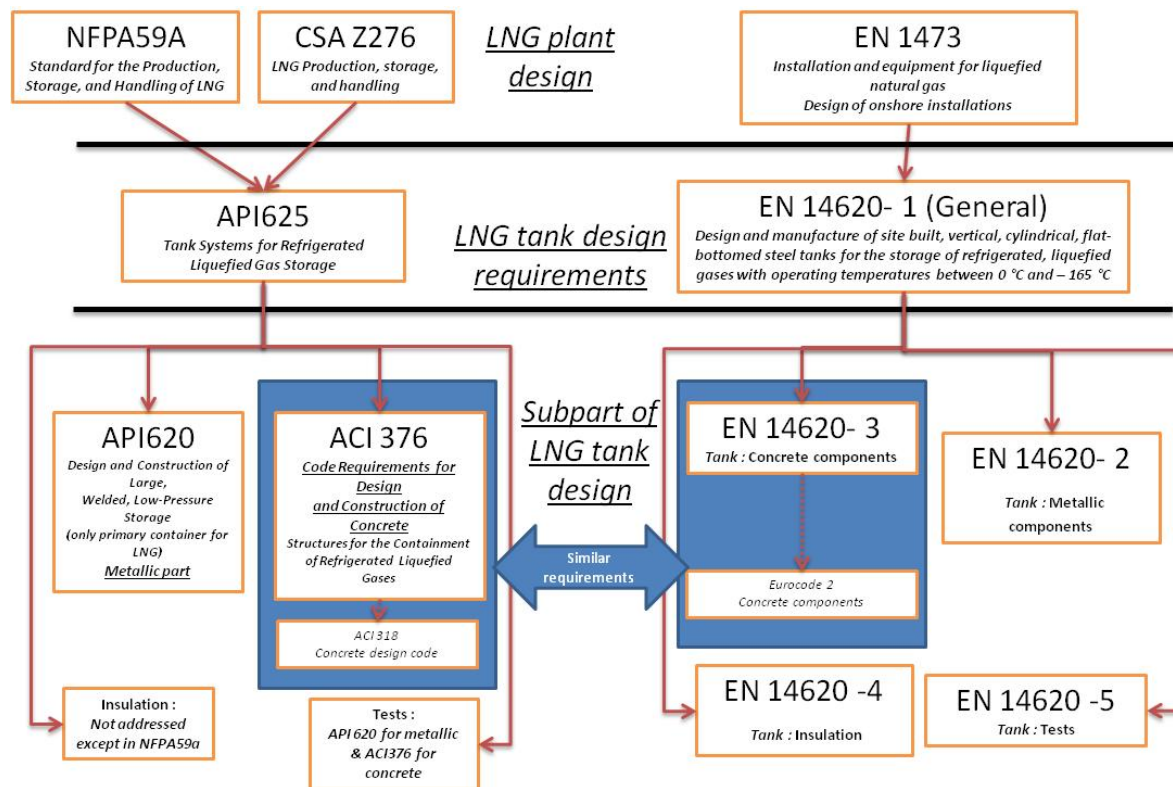 NFPA59A
Standard for the Production,
Storage, and Handling of LNG
CSA Z276
LNG Production, storage,
and handling
LNG plant
design
EN 1473
Installation and equipment for liquefied
natural gas
Design of onshore installations
API625
Tank Systems for Refrigerated
Liquefied Gas Storage
LNG tank design
requirements
EN 14620- 1 (General)
Design and manufacture of site built, vertical, cylindrical, flat-
bottomed steel tanks for the storage of refrigerated, liquefied
gases with operating temperatures between 0 °C and – 165 °C
API620
Design and Construction of
Large,
Welded, Low-Pressure
Storage
(only primary container for
LNG)
Metallic part
ACI 376
Code Requirements for
Design
and Construction of
Concrete
Structures for the Containment
of Refrigerated Liquefied
Gases
ACI 318
Concrete design code
Subpart of
LNG tank
design
Similar
requirements
EN 14620- 3
Tank : Concrete components
Eurocode 2
Concrete components
EN 14620- 2
Tank : Metallic
components
Insulation :
Not addressed
except in NFPA59a
Tests :
API 620 for metallic
& ACI376 for
concrete
EN 14620 -4
Tank : Insulation
EN 14620 -5
Tank : Tests